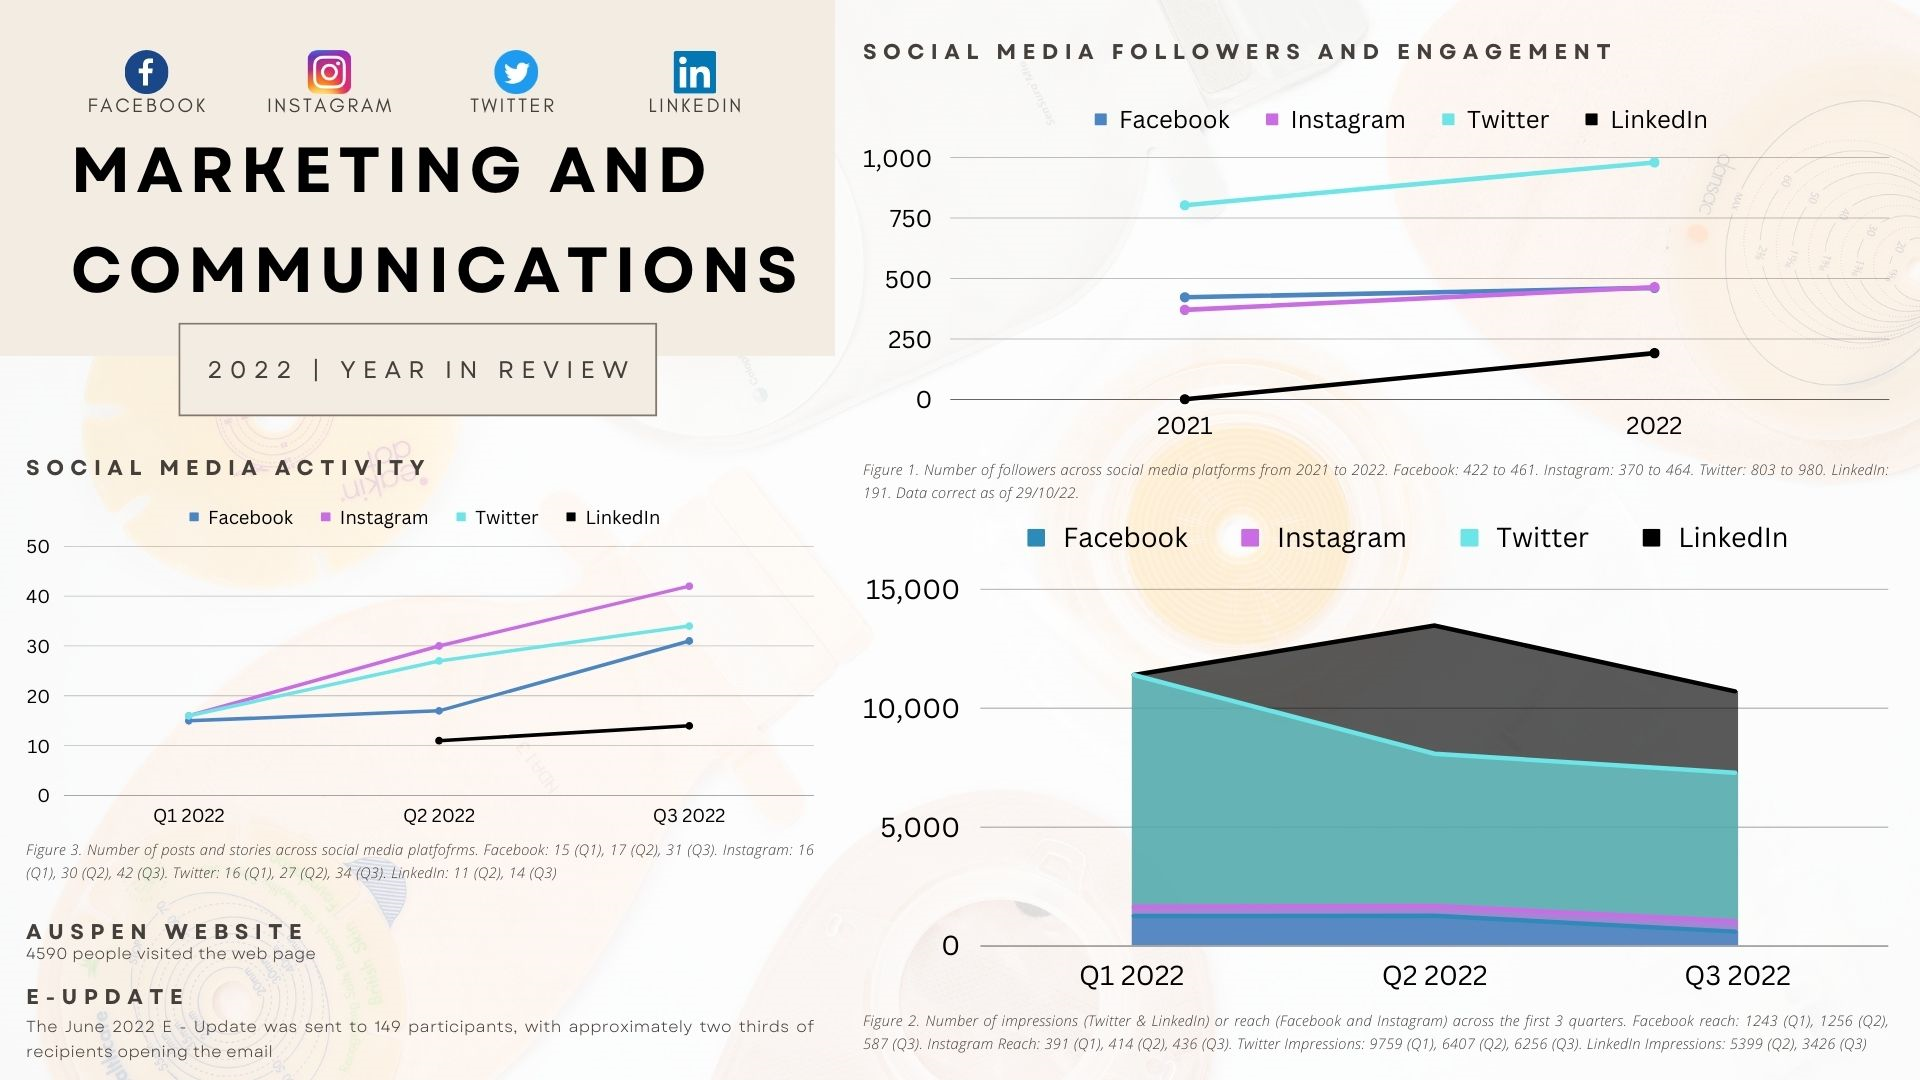 FACEBOOK INSTAGRAM TWITTER LINKEDIN
MARKETING AND
COMMUNICATIONS
2022 | YEAR IN REVIEW
SOCIAL MEDIA ACTIVITY
Facebook Instagram Twitter LinkedIn
50
40
30
20
10
0
Q1 2022 Q2 2022 Q3 2022
Figure 3. Number of posts and stories across social media platfofrms. Facebook: 15 (Q1), 17 (Q2), 31 (Q3). Instagram: 16
(Q1), 30 (Q2), 42 (Q3). Twitter: 16 (Q1), 27 (Q2), 34 (Q3). LinkedIn: 11 (Q2), 14 (Q3)
AUSPEN WEBSITE
4590 people visited the web page
E-UPDATE
The June 2022 E - Update was sent to 149 participants, with approximately two thirds of
recipients opening the email
SOCIAL MEDIA FOLLOWERS AND ENGAGEMENT
Facebook Instagram Twitter LinkedIn
1,000
750
500
250
0
2021 2022
Figure 1. Number of followers across social media platforms from 2021 to 2022. Facebook: 422 to 461. Instagram: 370 to 464. Twitter: 803 to 980. LinkedIn:
191. Data correct as of 29/10/22.
Facebook Instagram Twitter LinkedIn
15,000
10,000
5,000
0
Q1 2022 Q2 2022 Q3 2022
Figure 2. Number of impressions (Twitter & LinkedIn) or reach (Facebook and Instagram) across the first 3 quarters. Facebook reach: 1243 (Q1), 1256 (Q2),
587 (Q3). Instagram Reach: 391 (Q1), 414 (Q2), 436 (Q3). Twitter Impressions: 9759 (Q1), 6407 (Q2), 6256 (Q3). LinkedIn Impressions: 5399 (Q2), 3426 (Q3)
dansac
eakin